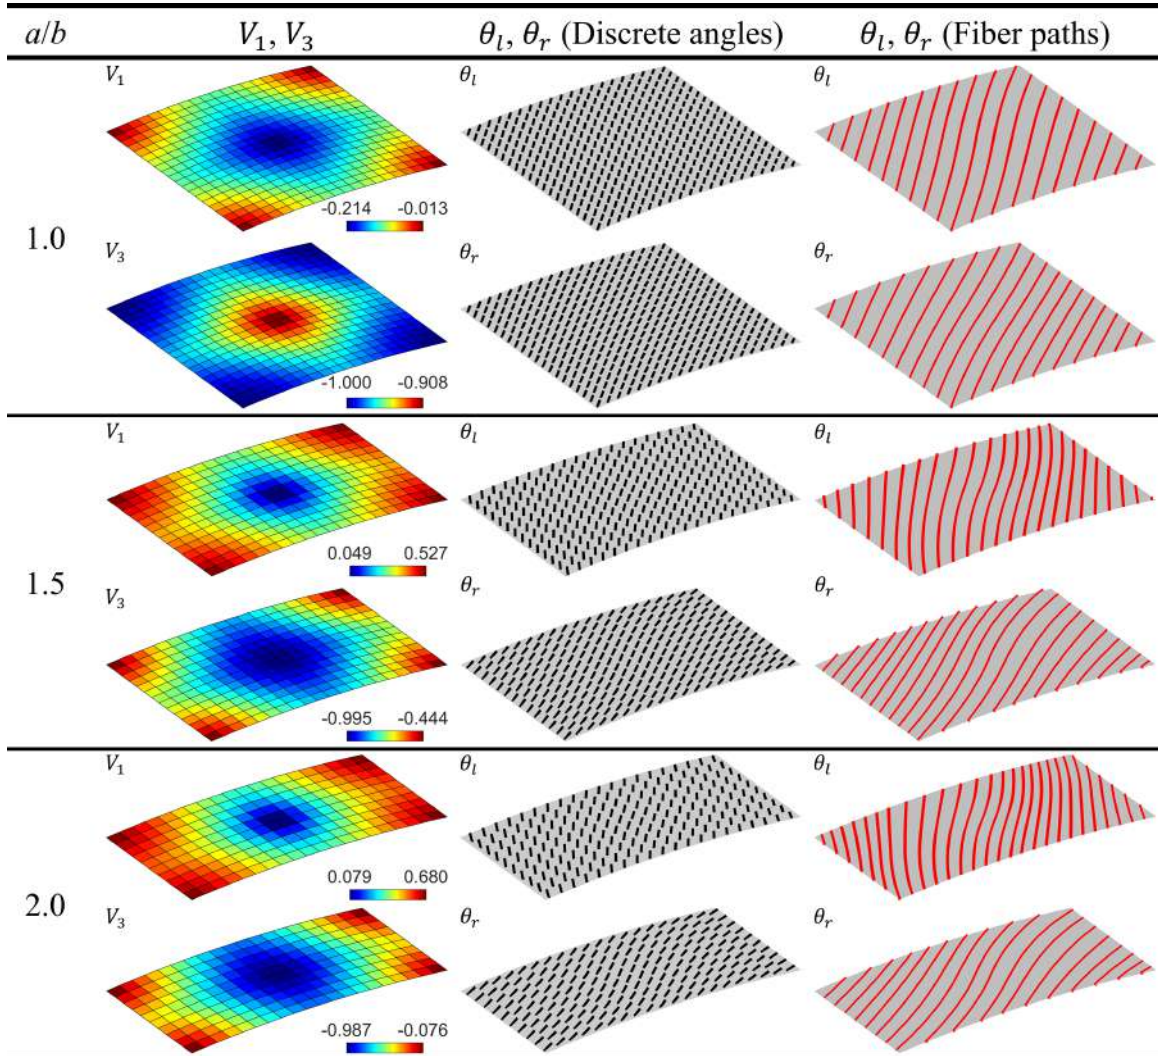 a/b V₁, V₃ θₗ, θᵣ (Discrete angles) θₗ, θᵣ (Fiber paths)
V₁ θₗ θₗ
-0.214 -0.013
1.0
V₃ θᵣ θᵣ
-1.000 -0.908
V₁ θₗ θₗ
0.049 0.527
1.5
V₃ θᵣ θᵣ
-0.995 -0.444
V₁ θₗ θₗ
0.079 0.680
2.0
V₃ θᵣ θᵣ
-0.987 -0.076